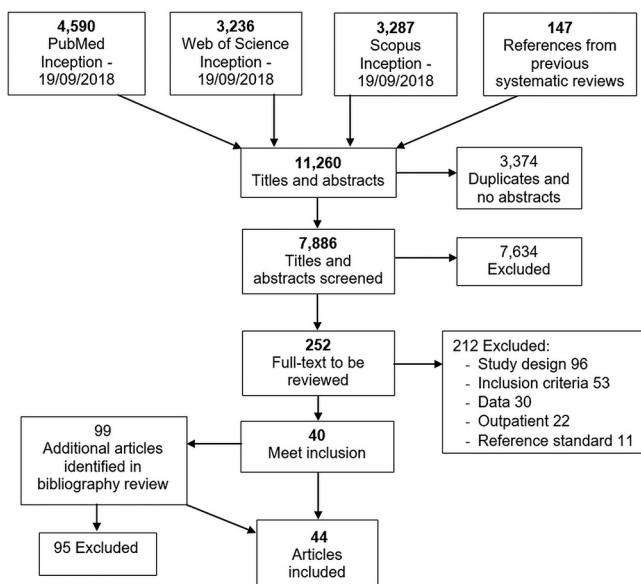 4,590
PubMed
Inception -
19/09/2018
3,236
Web of Science
Inception -
19/09/2018
3,287
Scopus
Inception -
19/09/2018
147
References from
previous
systematic reviews
11,260
Titles and abstracts
3,374
Duplicates and
no abstracts
7,886
Titles and
abstracts screened
7,634
Excluded
252
Full-text to be
reviewed
212 Excluded:
- Study design 96
- Inclusion criteria 53
- Data 30
- Outpatient 22
- Reference standard 11
40
Meet inclusion
99
Additional articles
identified in
bibliography review
95 Excluded
44
Articles
included